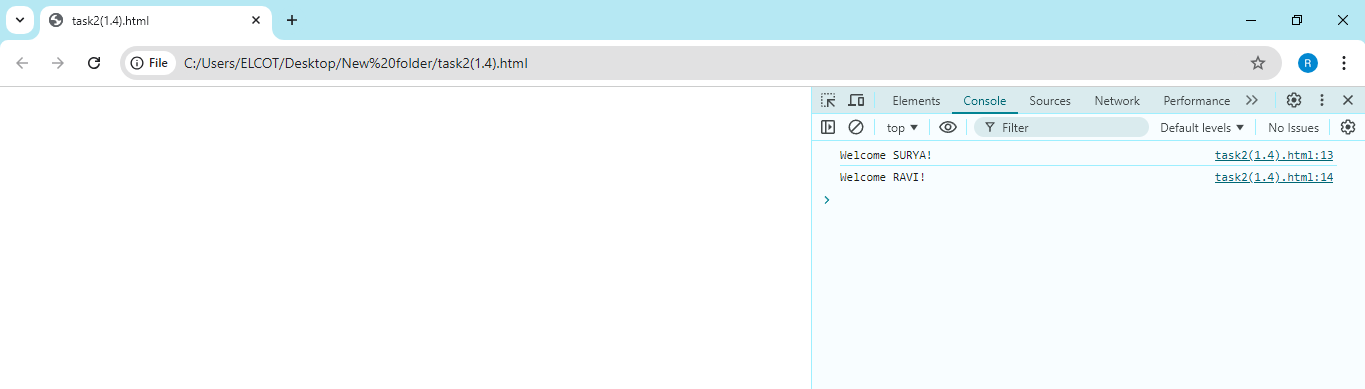 task2(1.4).html
File C:/Users/ELCOT/Desktop/New%20folder/task2(1.4).html R
Elements Console Sources Network Performance
top Filter Default levels No Issues
Welcome SURYA! task2(1.4).html:13
Welcome RAVI! task2(1.4).html:14